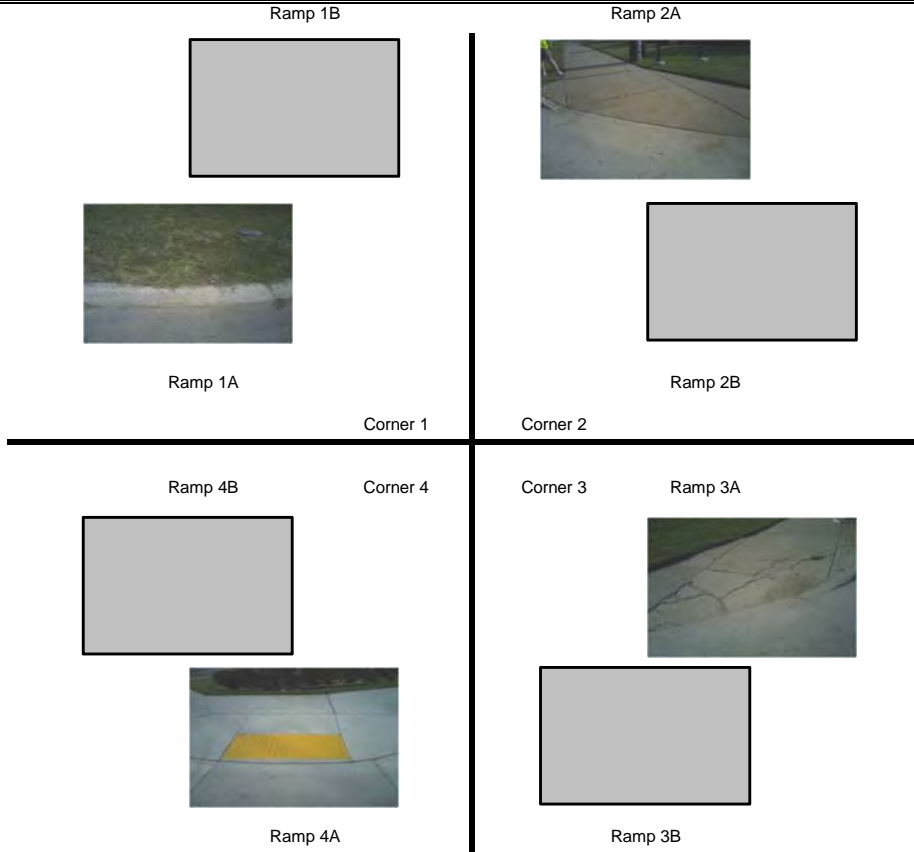 Ramp 1B
Ramp 2A
Ramp 1A
Ramp 2B
Corner 1
Corner 2
Ramp 4B
Corner 4
Corner 3
Ramp 3A
Ramp 4A
Ramp 3B